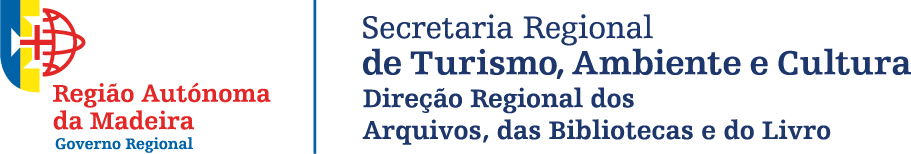 Região Autónoma
da Madeira
Governo Regional
Secretaria Regional
de Turismo, Ambiente e Cultura
Direção Regional dos
Arquivos, das Bibliotecas e do Livro